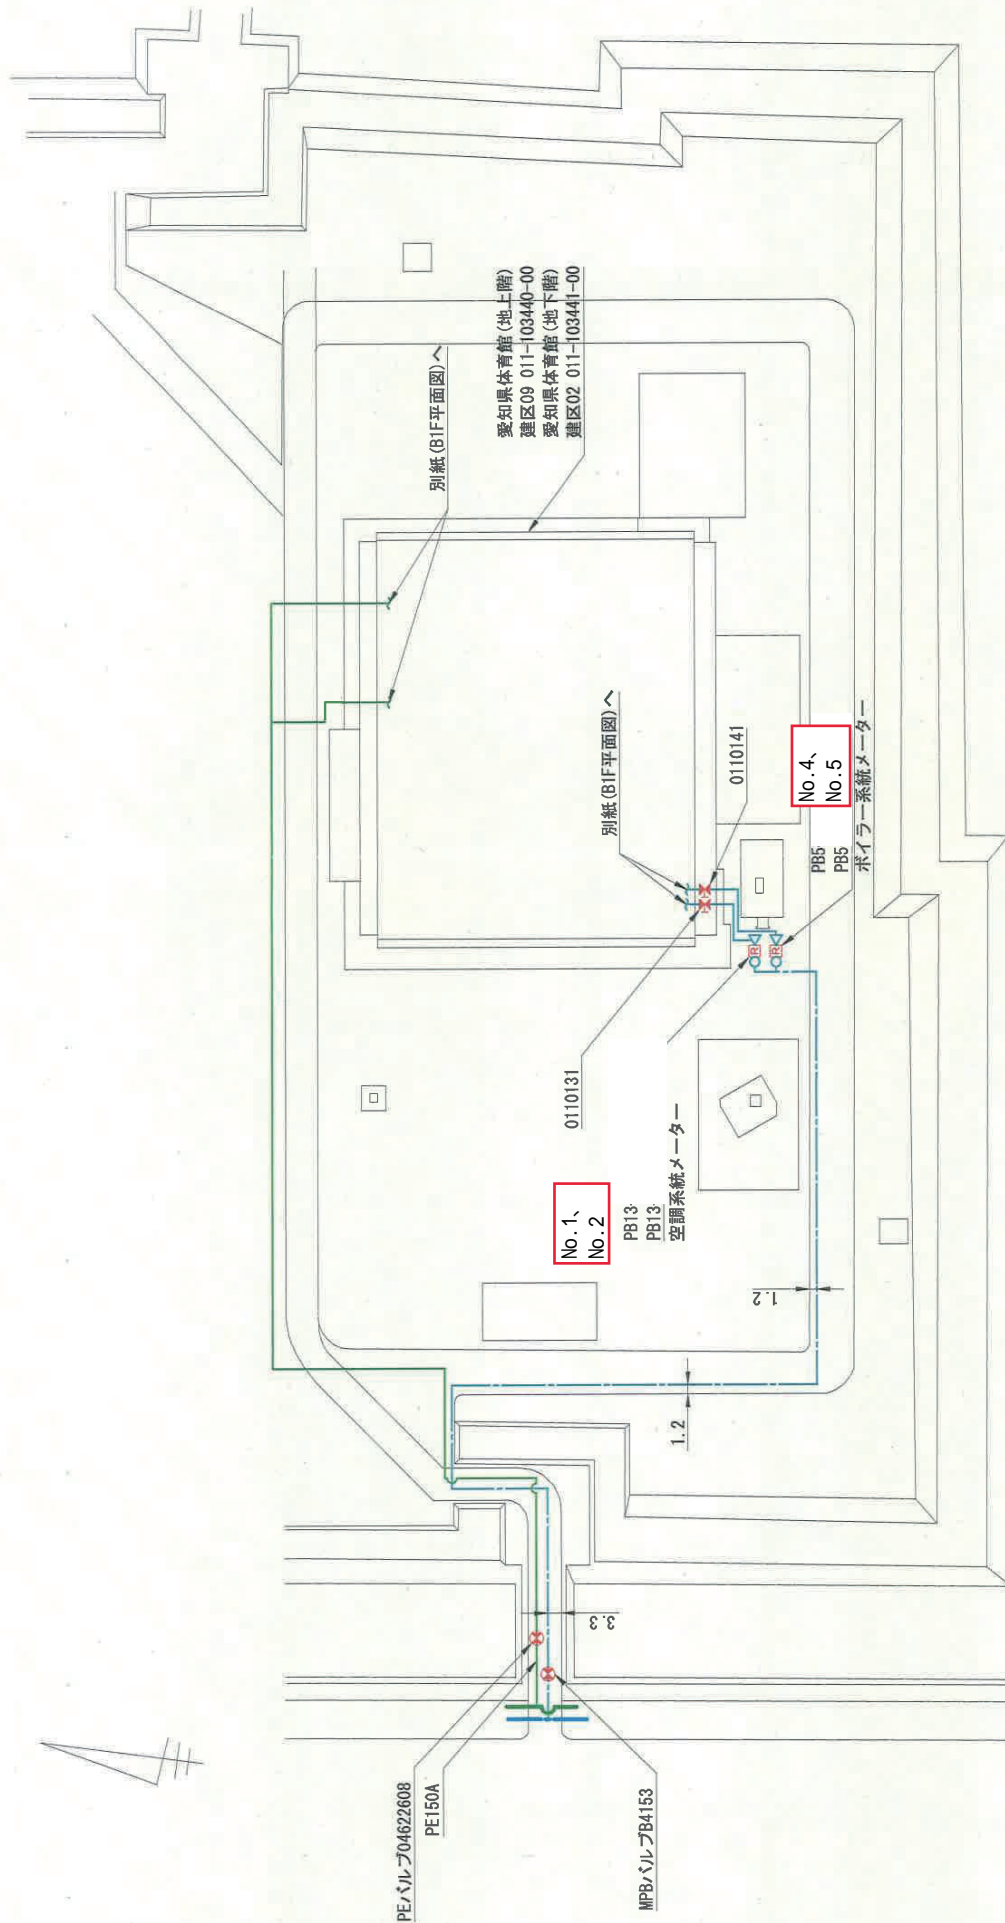 愛知県体育館(地上階)
建区09 011-103440-00
愛知県体育館(地下階)
建区02 011-103441-00
別紙(B1F平面図)へ
別紙(B1F平面図)へ
0110141
No.4、
No.5
PB5
PB5
ボイラー系統メーター
R
R
0110131
No.1、
No.2
PB13
PB13
空調系統メーター
1.2
1.2
3.3
PEバルブ04622608
PE150A
MPBバルブB4153